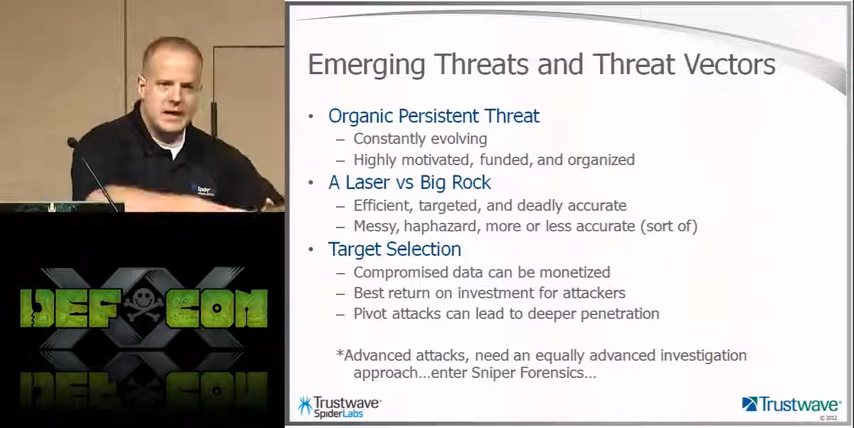 Emerging Threats and Threat Vectors
• Organic Persistent Threat
– Constantly evolving
– Highly motivated, funded, and organized
• A Laser vs Big Rock
– Efficient, targeted, and deadly accurate
– Messy, haphazard, more or less accurate (sort of)
• Target Selection
– Compromised data can be monetized
– Best return on investment for attackers
– Pivot attacks can lead to deeper penetration
*Advanced attacks, need an equally advanced investigation
approach...enter Sniper Forensics...
DEF CON
XX
Trustwave®
SpiderLabs
Trustwave®
© 2012